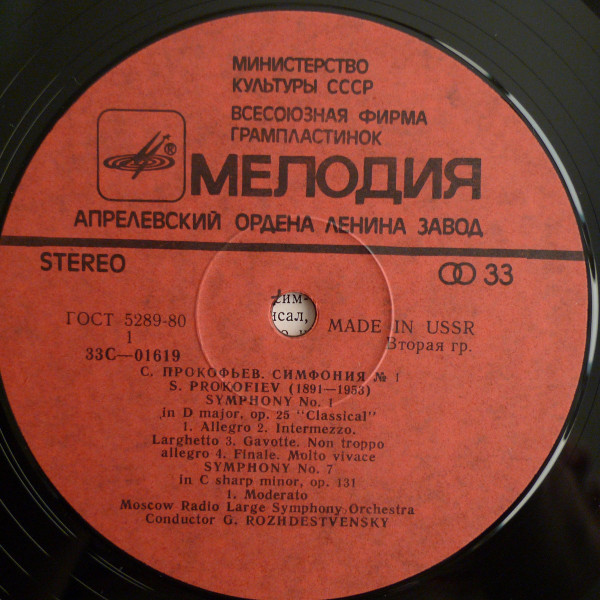 МИНИСТЕРСТВО
КУЛЬТУРЫ СССР
ВСЕСОЮЗНАЯ ФИРМА
ГРАМПЛАСТИНОК
®
МЕЛОДИЯ
АПРЕЛЕВСКИЙ ОРДЕНА ЛЕНИНА ЗАВОД
STEREO
33
ГОСТ 5289-80
MADE IN USSR
1
Вторая гр.
33С—01619
С. ПРОКОФЬЕВ. СИМФОНИЯ № 1
S. PROKOFIEV (1891—1953)
SYMPHONY No. 1
in D major, op. 25 "Classical"
1. Allegro 2. Intermezzo.
Larghetto 3. Gavotte. Non troppo
allegro 4. Finale. Molto vivace
SYMPHONY No. 7
in C sharp minor, op. 131
1. Moderato
Moscow Radio Large Symphony Orchestra
Conductor G. ROZHDESTVENSKY